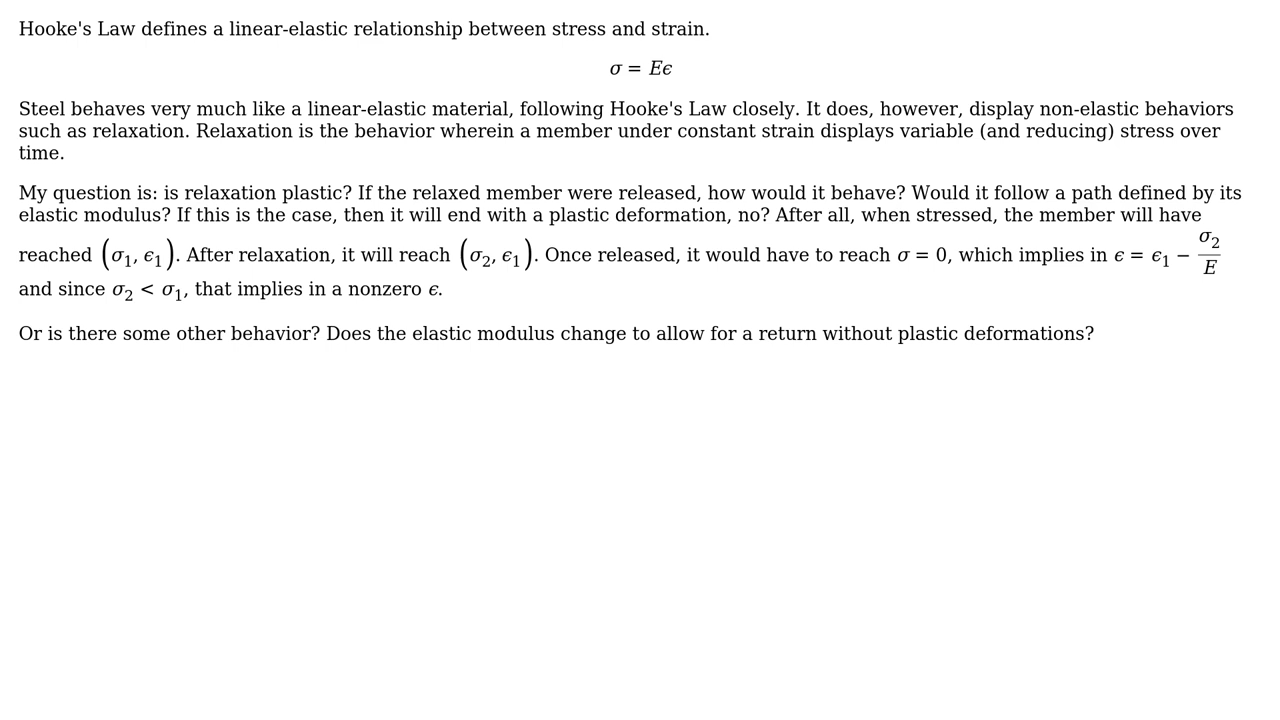 Hooke's Law defines a linear-elastic relationship between stress and strain.
σ = Eϵ
Steel behaves very much like a linear-elastic material, following Hooke's Law closely. It does, however, display non-elastic behaviors
such as relaxation. Relaxation is the behavior wherein a member under constant strain displays variable (and reducing) stress over
time.
My question is: is relaxation plastic? If the relaxed member were released, how would it behave? Would it follow a path defined by its
elastic modulus? If this is the case, then it will end with a plastic deformation, no? After all, when stressed, the member will have
reached (σ₁, ϵ₁). After relaxation, it will reach (σ₂, ϵ₁). Once released, it would have to reach σ = 0, which implies in ϵ = ϵ₁ − σ₂/E
and since σ₂ < σ₁, that implies in a nonzero ϵ.
Or is there some other behavior? Does the elastic modulus change to allow for a return without plastic deformations?